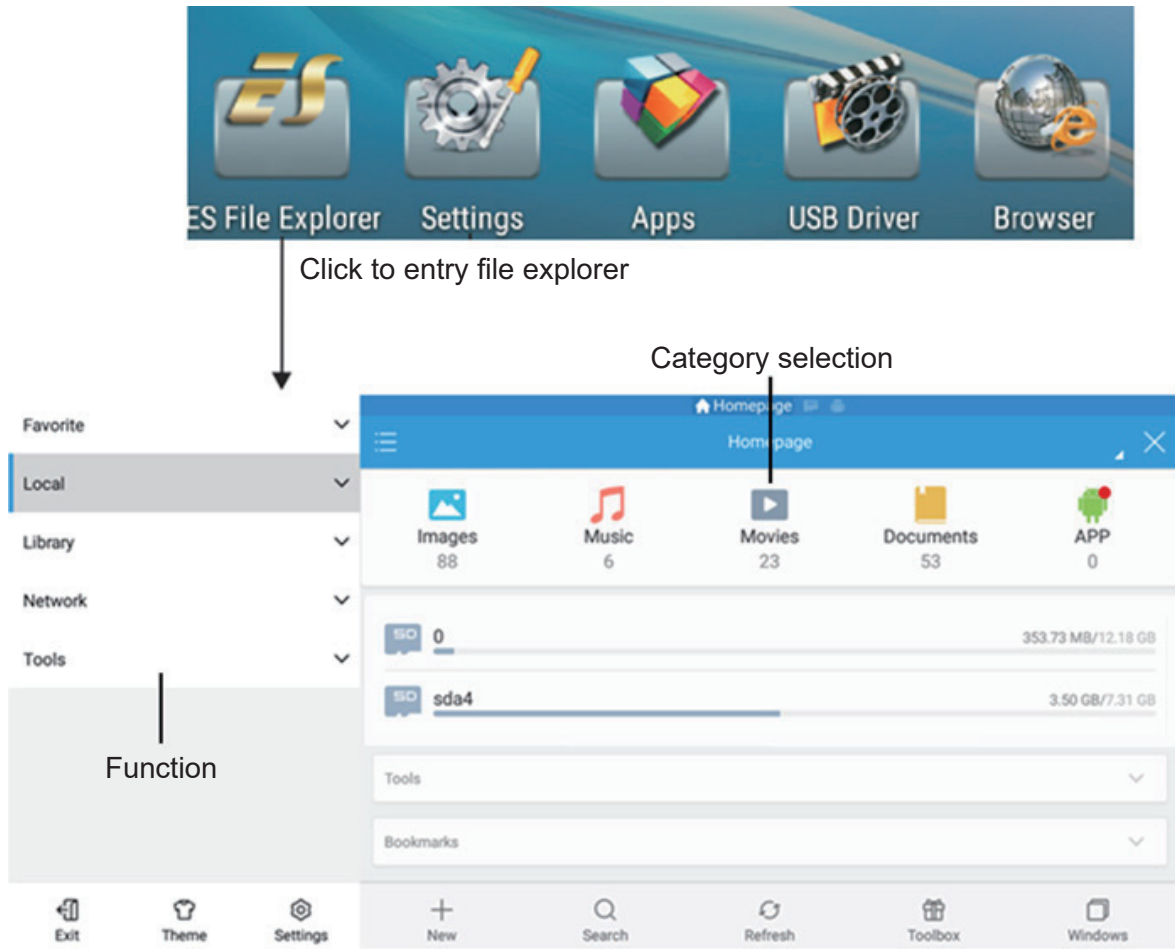 ES
ES File Explorer
Settings
Apps
USB Driver
Browser
Click to entry file explorer
Category selection
Favorite
Local
Library
Network
Tools
Function
Exit
Theme
Settings
Homepage
Homepage
Images
88
Music
6
Movies
23
Documents
53
APP
0
SD
0
353.73 MB/12.18 GB
SD
sda4
3.50 GB/7.31 GB
Tools
Bookmarks
New
Search
Refresh
Toolbox
Windows